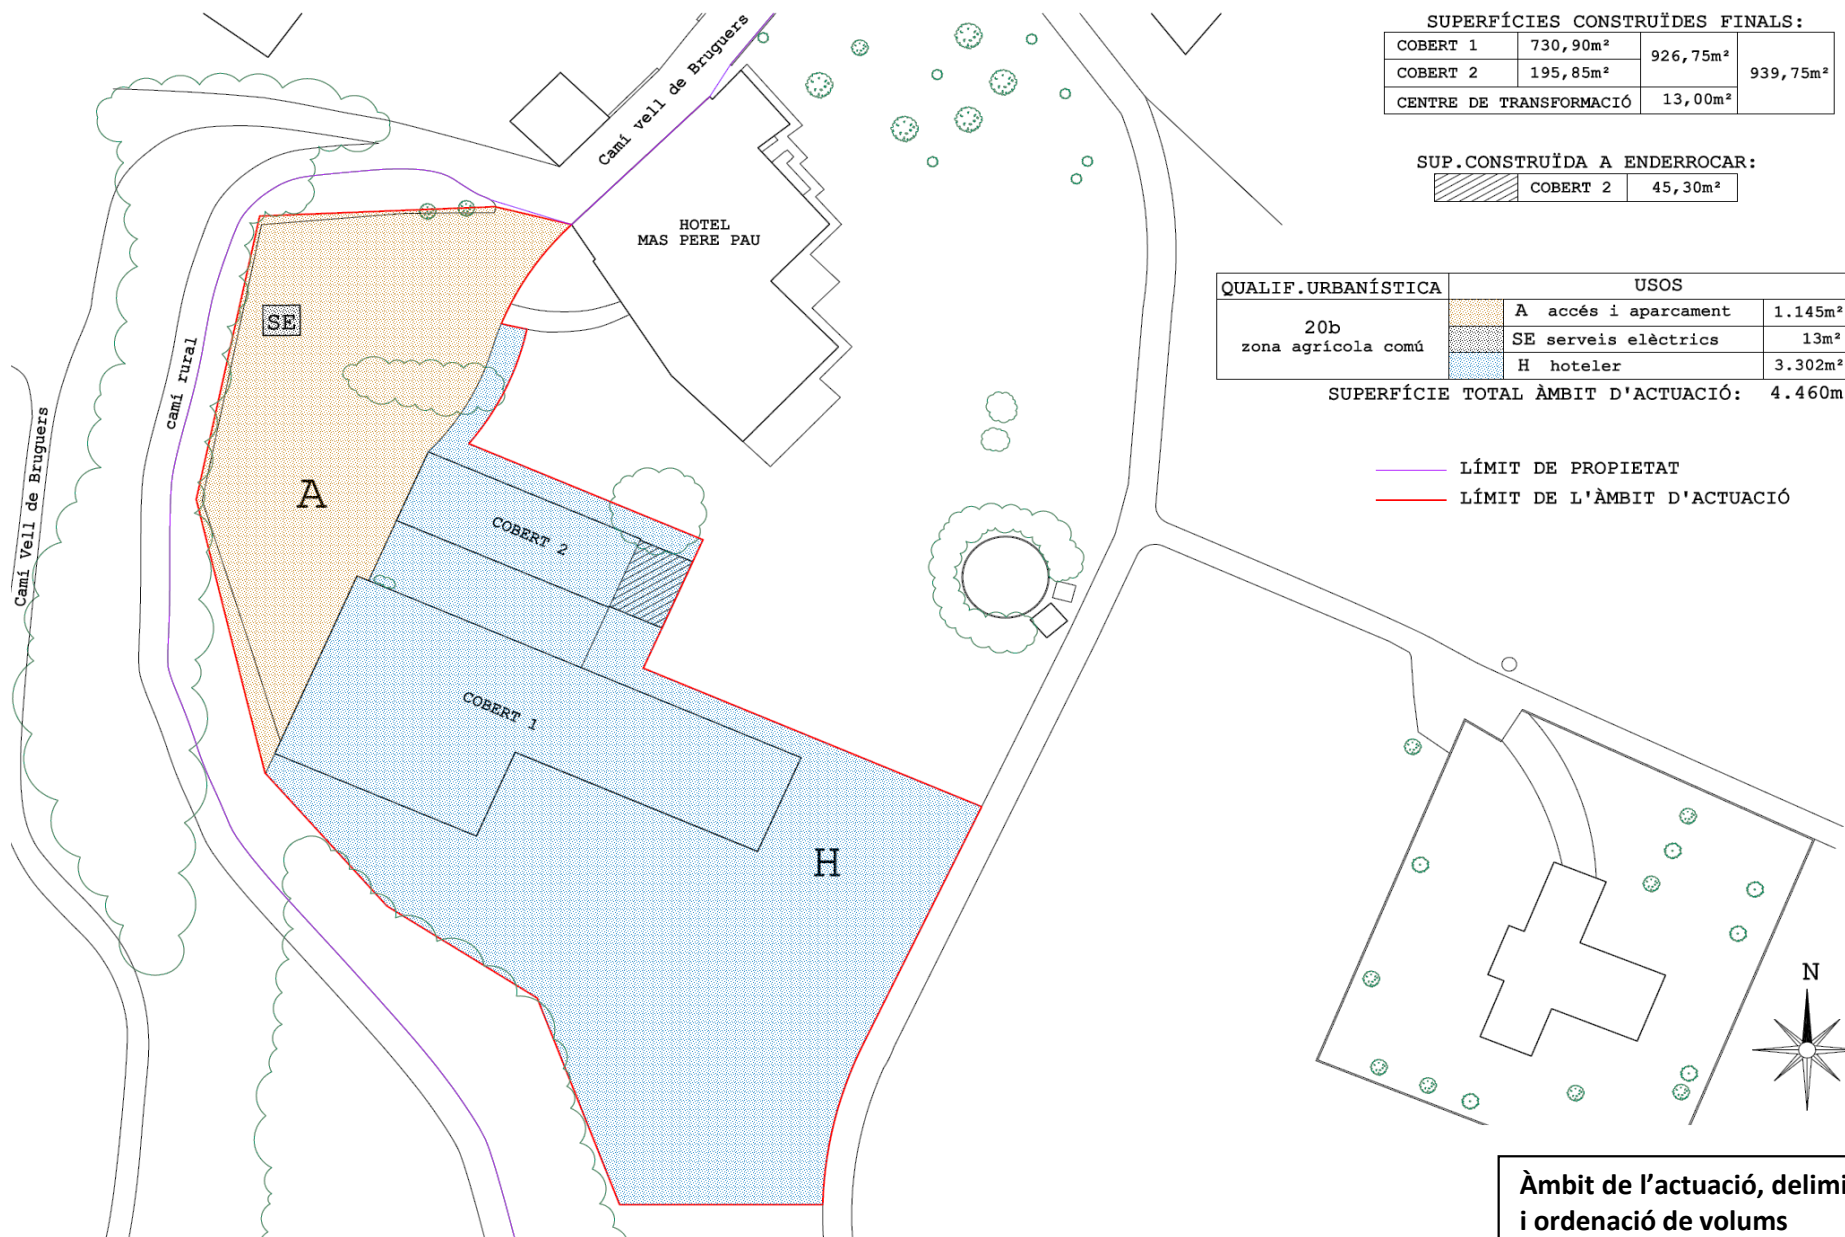 SUPERFÍCIES CONSTRUÏDES FINALS:
COBERT 1 730,90m² 926,75m² 939,75m²
COBERT 2 195,85m²
CENTRE DE TRANSFORMACIÓ 13,00m²
SUP.CONSTRUÏDA A ENDERROCAR:
COBERT 2 45,30m²
QUALIF.URBANÍSTICA USOS
20b
zona agrícola comú
A accés i aparcament 1.145m²
SE serveis elèctrics 13m²
H hoteler 3.302m²
SUPERFÍCIE TOTAL ÀMBIT D'ACTUACIÓ: 4.460m
LÍMIT DE PROPIETAT
LÍMIT DE L'ÀMBIT D'ACTUACIÓ
Camí vell de Bruguers
HOTEL
MAS PERE PAU
SE
camí rural
Camí Vell de Bruguers
A
COBERT 2
COBERT 1
H
N
Àmbit de l’actuació, delimi
i ordenació de volums